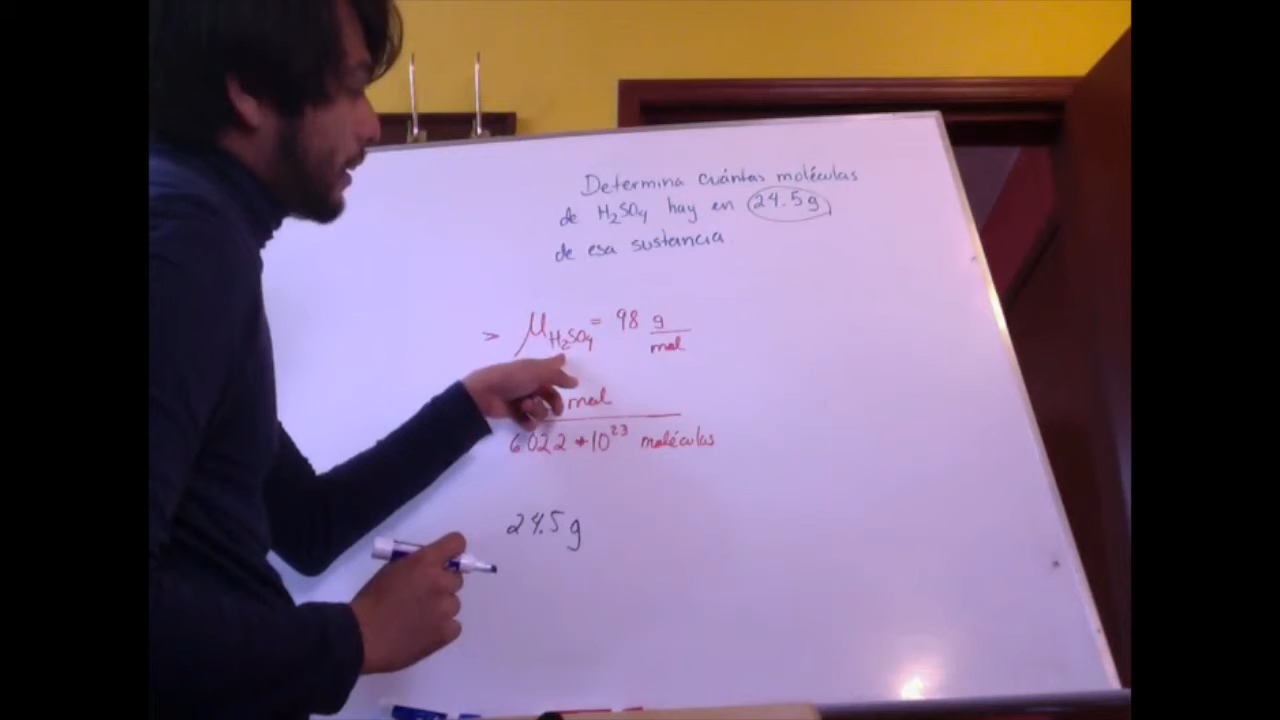 Determina cuántas moléculas
de H₂SO₄ hay en 24.5g
de esa sustancia
> μ H₂SO₄ = 98 g
mol
mol
6.022 * 10²³ moléculas
24.5 g